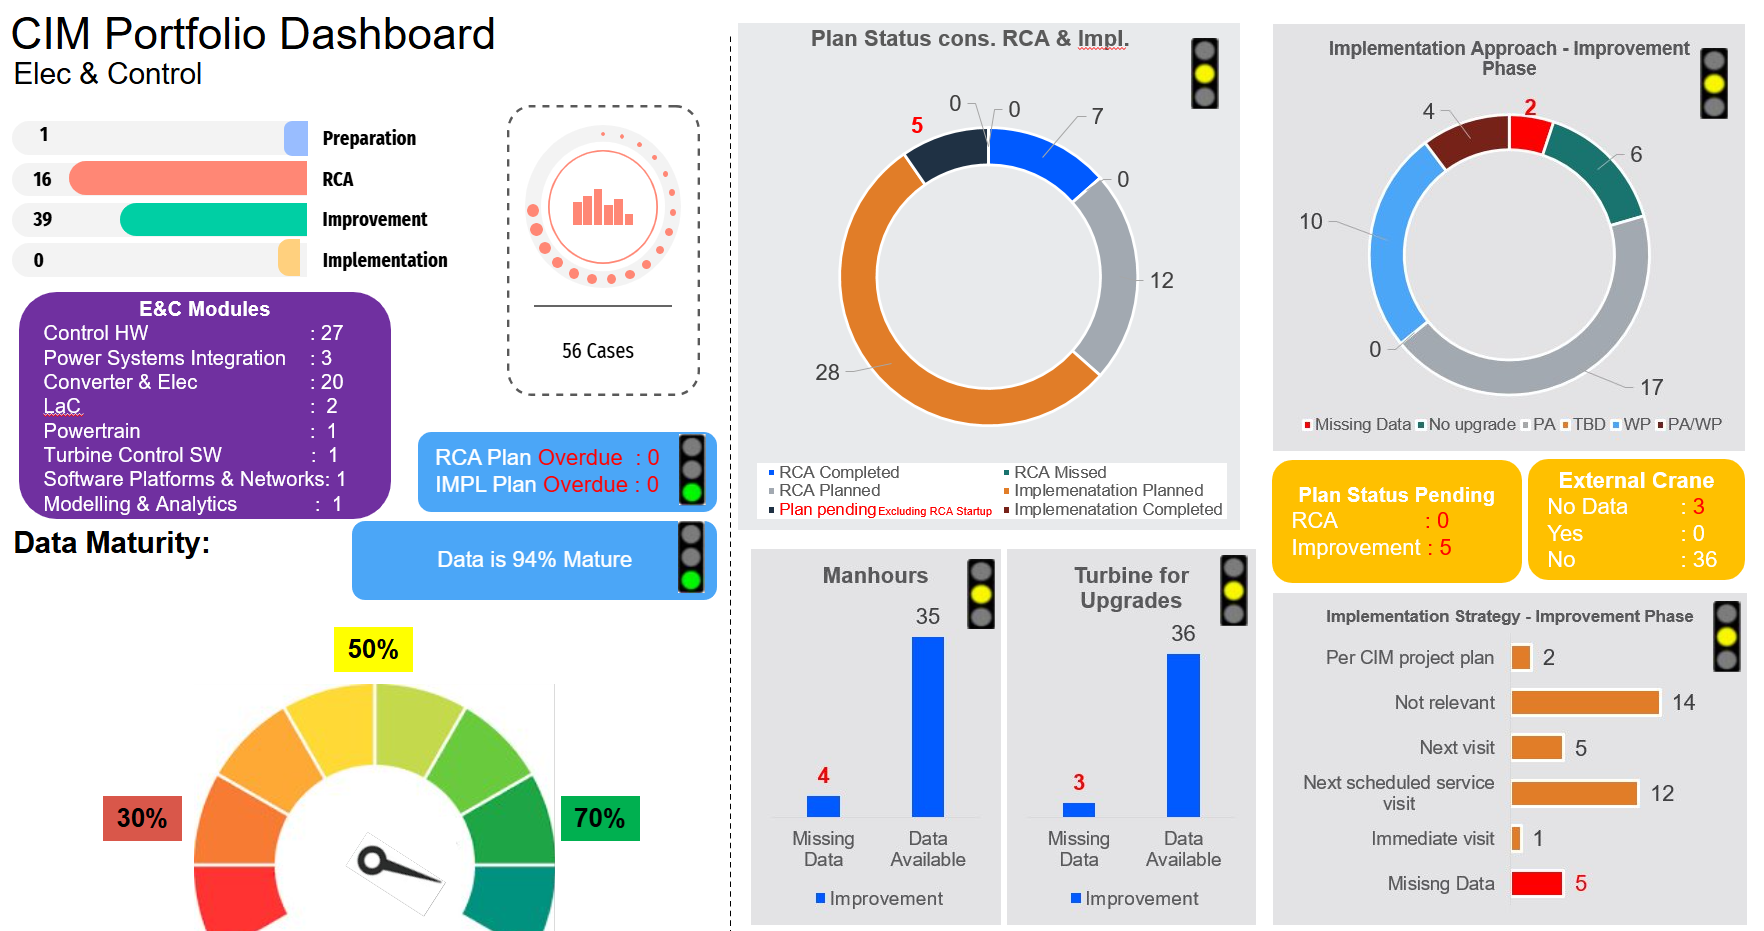 CIM Portfolio Dashboard
Elec & Control
1 Preparation
16 RCA
39 Improvement
0 Implementation
56 Cases
E&C Modules
Control HW : 27
Power Systems Integration : 3
Converter & Elec : 20
LaC : 2
Powertrain : 1
Turbine Control SW : 1
Software Platforms & Networks: 1
Modelling & Analytics : 1
RCA Plan Overdue : 0
IMPL Plan Overdue : 0
Data Maturity:
Data is 94% Mature
50%
30%
70%
Plan Status cons. RCA & Impl.
0
0
7
5
0
12
28
RCA Completed
RCA Missed
RCA Planned
Implemenatation Planned
Plan pending Excluding RCA Startup
Implemenatation Completed
Manhours
35
4
Missing
Data
Data
Available
Improvement
Turbine for
Upgrades
36
3
Missing
Data
Data
Available
Improvement
Implementation Approach - Improvement
Phase
2
4
6
10
0
17
Missing Data No upgrade PA TBD WP PA/WP
Plan Status Pending
RCA : 0
Improvement : 5
External Crane
No Data : 3
Yes : 0
No : 36
Implementation Strategy - Improvement Phase
Per CIM project plan 2
Not relevant 14
Next visit 5
Next scheduled service
visit 12
Immediate visit 1
Misisng Data 5